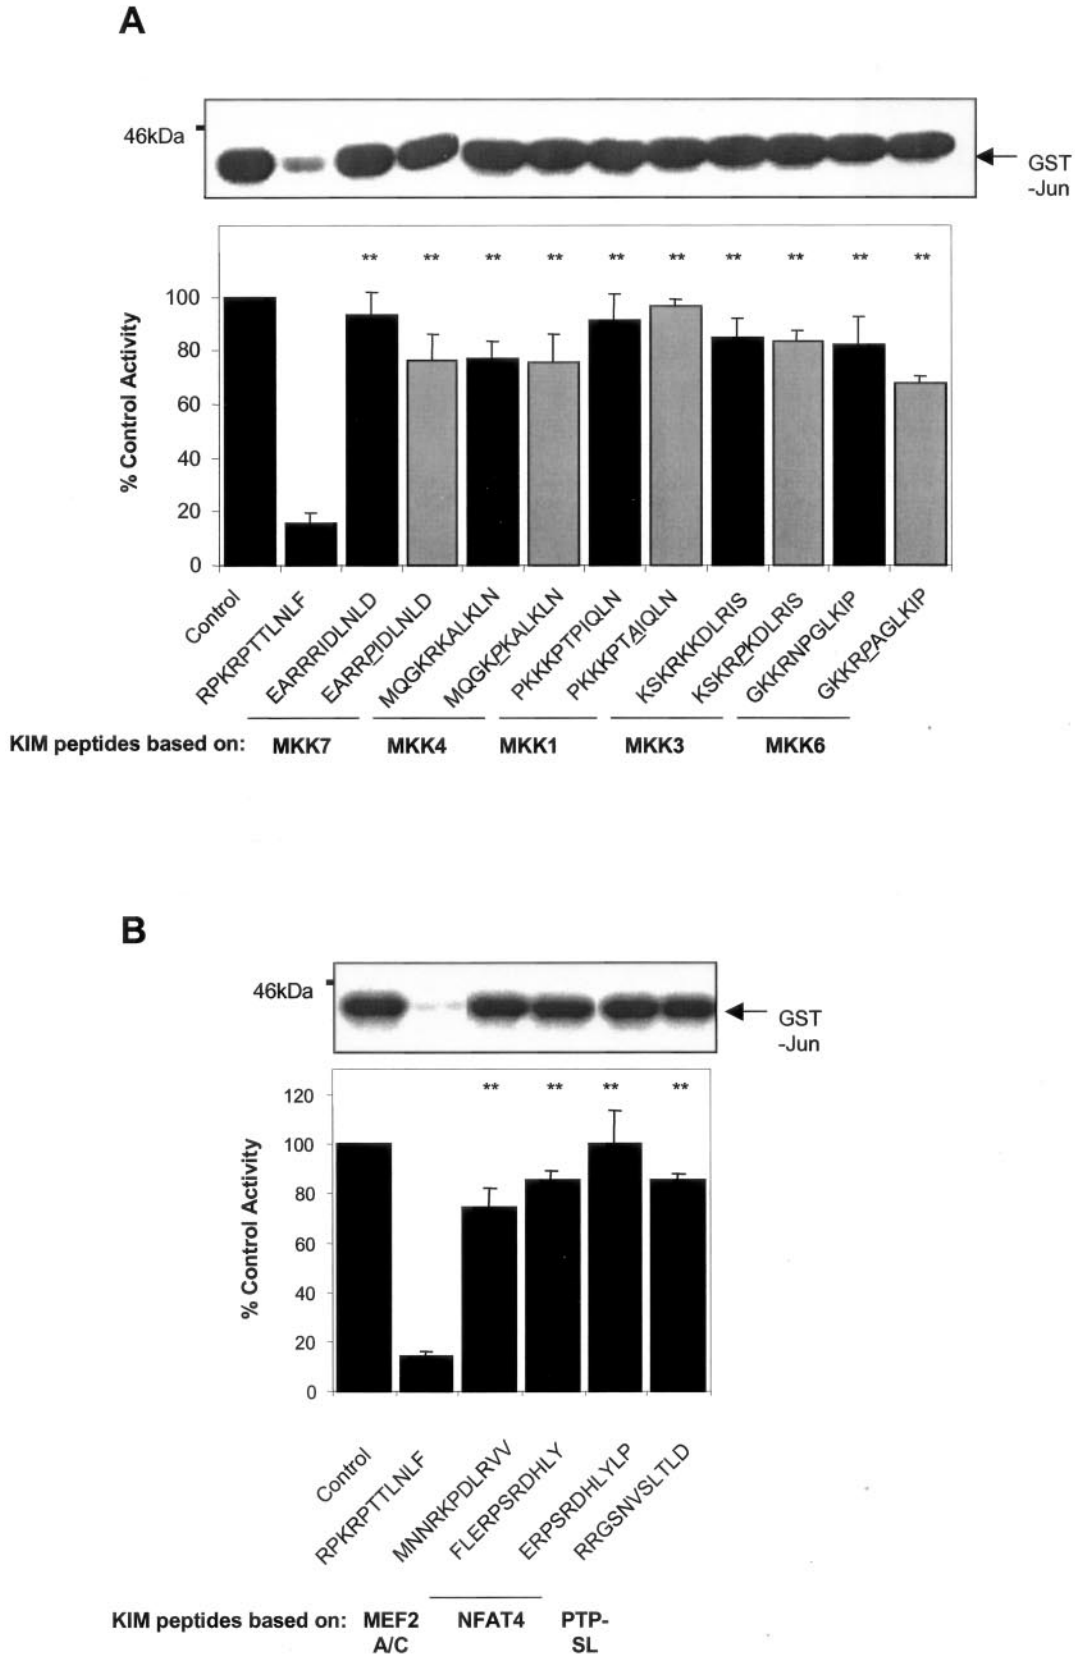 A
46kDa
GST
-Jun
** ** ** ** ** ** ** ** ** **
% Control Activity
100
80
60
40
20
0
Control
RPKRPTTLNLF
EARRRIDLNLD
EARRPIDLNLD
MQGKRKALKLN
MQGKPKALKLN
PKKKPTPIQLN
PKKKPTAIQLN
KSKRKKDLRIS
KSKRPKDLRIS
GKKRNPGLKIP
GKKRPAGLKIP
KIM peptides based on: MKK7 MKK4 MKK1 MKK3 MKK6
B
46kDa
GST
-Jun
** ** ** **
% Control Activity
120
100
80
60
40
20
0
Control
RPKRPTTLNLF
MNNRKPDLRVV
FLERPSRDHLY
ERPSRDHLYLP
RRGSNVSLTLD
KIM peptides based on: MEF2 NFAT4 PTP-
A/C SL